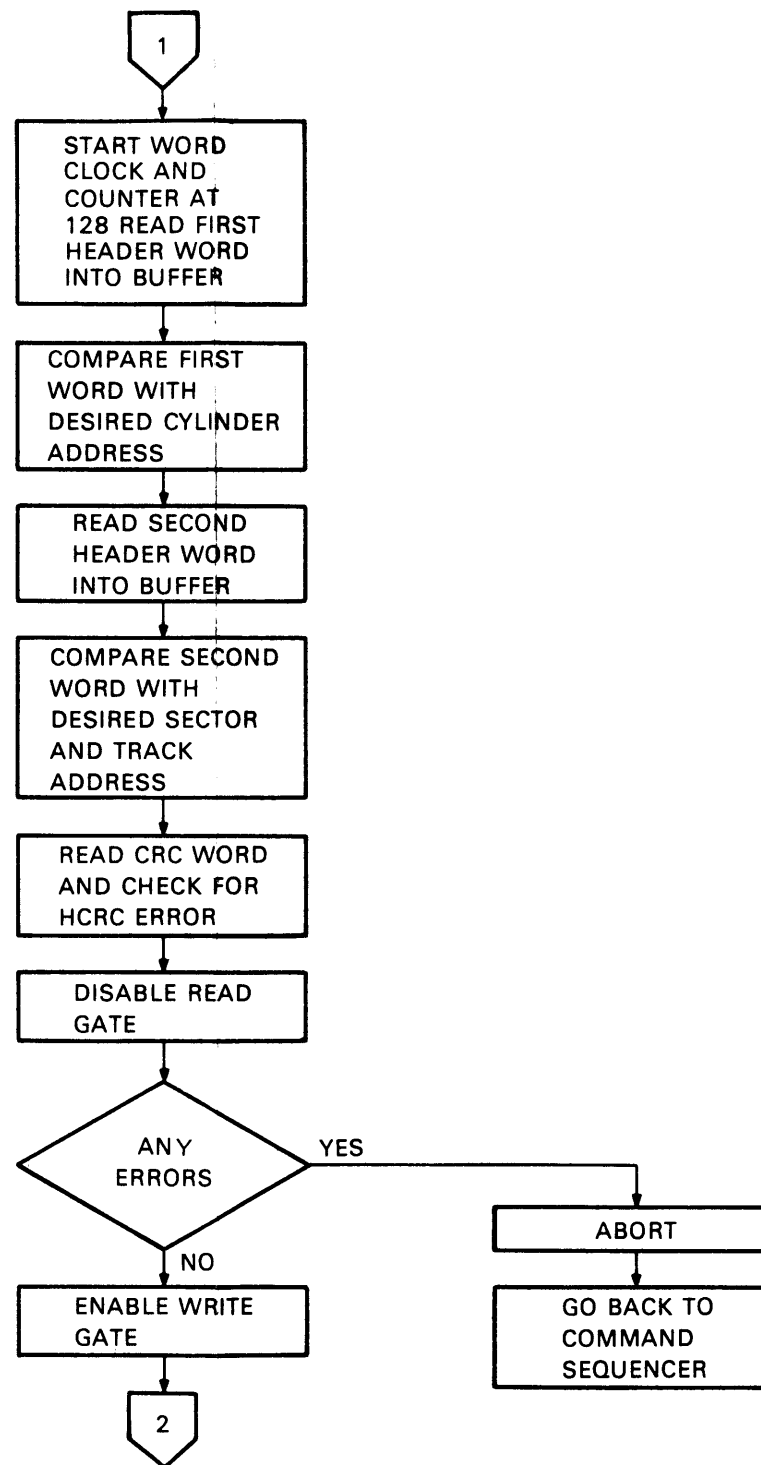 1
START WORD
CLOCK AND
COUNTER AT
128 READ FIRST
HEADER WORD
INTO BUFFER
COMPARE FIRST
WORD WITH
DESIRED CYLINDER
ADDRESS
READ SECOND
HEADER WORD
INTO BUFFER
COMPARE SECOND
WORD WITH
DESIRED SECTOR
AND TRACK
ADDRESS
READ CRC WORD
AND CHECK FOR
HCRC ERROR
DISABLE READ
GATE
ANY
ERRORS
YES
ABORT
GO BACK TO
COMMAND
SEQUENCER
NO
ENABLE WRITE
GATE
2